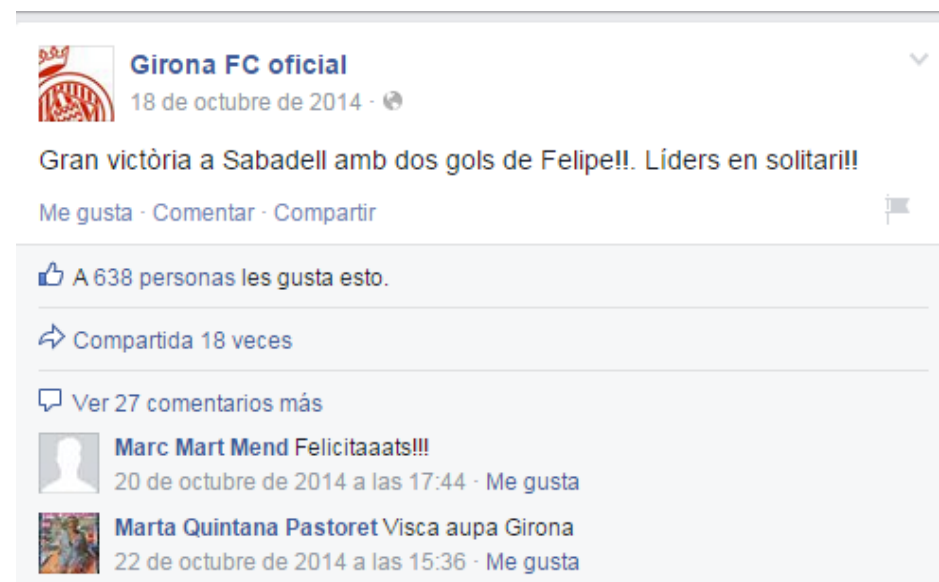 Girona FC oficial
18 de octubre de 2014 ·
Gran victòria a Sabadell amb dos gols de Felipe!!. Líders en solitari!!
Me gusta · Comentar · Compartir
A 638 personas les gusta esto.
Compartida 18 veces
Ver 27 comentarios más
Marc Mart Mend Felicitaaats!!!
20 de octubre de 2014 a las 17:44 · Me gusta
Marta Quintana Pastoret Visca aupa Girona
22 de octubre de 2014 a las 15:36 · Me gusta